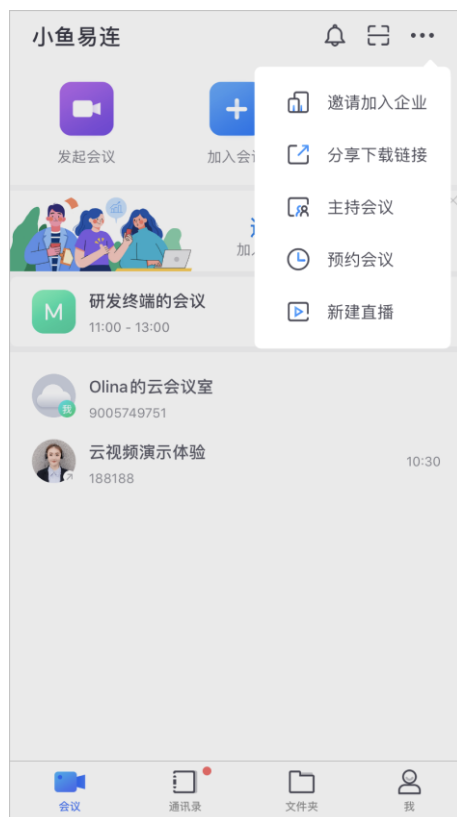 小鱼易连
邀请加入企业
分享下载链接
主持会议
预约会议
新建直播
发起会议
加入会
加
研发终端的会议
M
11:00 - 13:00
Olina的云会议室
我
9005749751
云视频演示体验
188188
10:30
会议
通讯录
文件夹
我